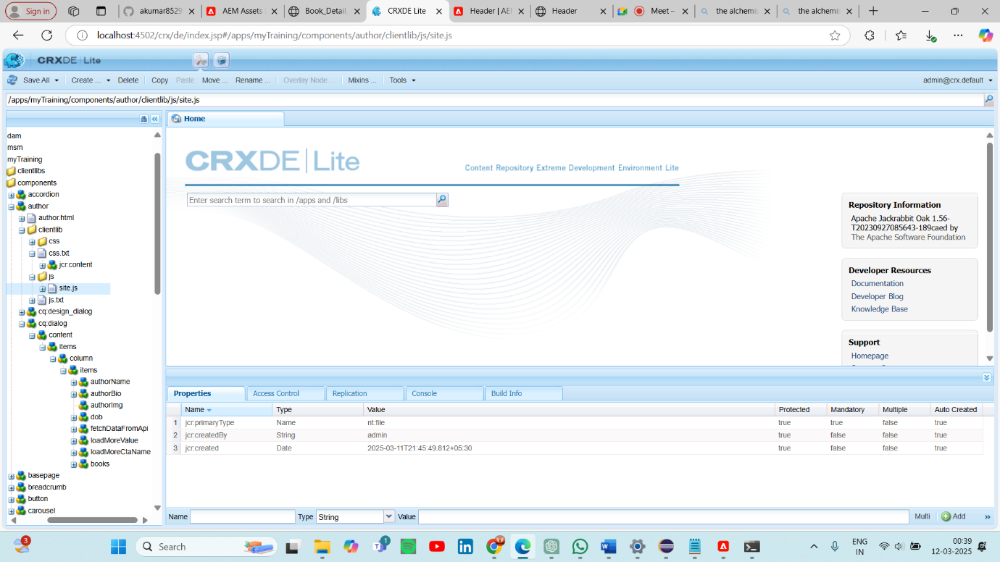 Sign in
akumar8529
AEM Assets
Book_Detail_
CRXDE Lite
Header | AEM
Header
Meet –
the alchemis
the alchemis
localhost:4502/crx/de/index.jsp#/apps/myTraining/components/author/clientlib/js/site.js
CRXDE | Lite
Save All Create ... Delete Copy Paste Move ... Rename ... Overlay Node ... Mixins ... Tools admin@crx.default
/apps/myTraining/components/author/clientlib/js/site.js
Home
dam
msm
myTraining
clientlibs
components
accordion
author
author.html
clientlib
css
css.txt
jcr:content
js
site.js
js.txt
cq:design_dialog
cq:dialog
content
items
column
items
authorName
authorBio
authorImg
dob
fetchDataFromApi
loadMoreValue
loadMoreCtaName
books
basepage
breadcrumb
button
carousel
CRXDE | Lite
Content Repository Extreme Development Environment Lite
Enter search term to search in /apps and /libs
Repository Information
Apache Jackrabbit Oak 1.56-
T20230927085643-189caed by
The Apache Software Foundation
Developer Resources
Documentation
Developer Blog
Knowledge Base
Support
Homepage
Properties Access Control Replication Console Build Info
Name Type Value Protected Mandatory Multiple Auto Created
1 jcr:primaryType Name nt:file true true false true
2 jcr:createdBy String admin true false false true
3 jcr:created Date 2025-03-11T21:45:49.812+05:30 true false false true
Name Type String Value Multi Add
3
Search
1
ENG
IN
00:39
12-03-2025